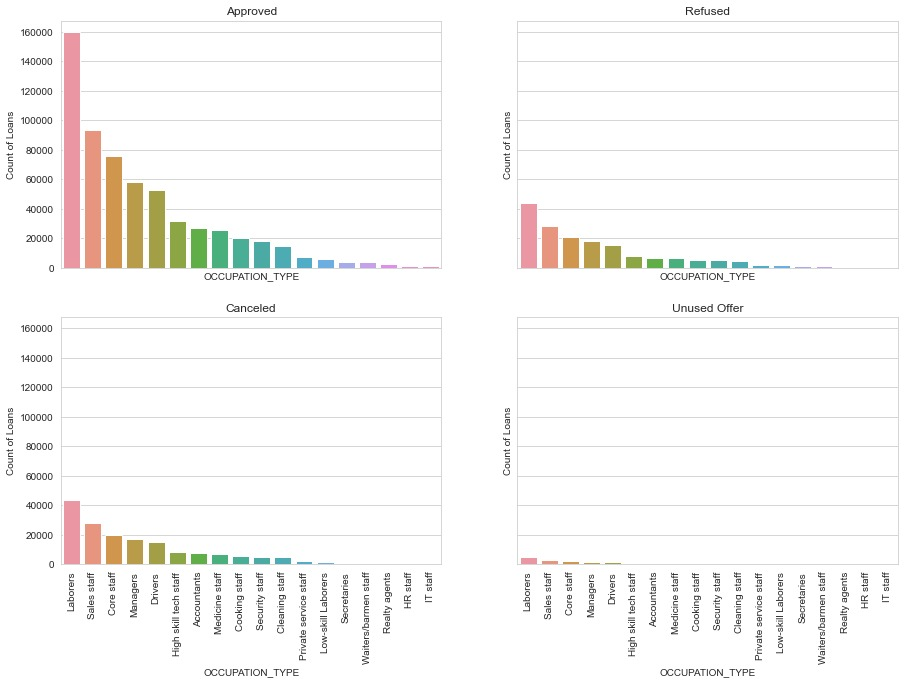 Approved
160000
140000
120000
100000
80000
60000
40000
20000
0
Count of Loans
OCCUPATION_TYPE
Refused
Count of Loans
OCCUPATION_TYPE
Canceled
160000
140000
120000
100000
80000
60000
40000
20000
0
Count of Loans
Laborers
Sales staff
Core staff
Managers
Drivers
High skill tech staff
Accountants
Medicine staff
Cooking staff
Security staff
Cleaning staff
Private service staff
Low-skill Laborers
Secretaries
Waiters/barmen staff
Realty agents
HR staff
IT staff
OCCUPATION_TYPE
Unused Offer
Count of Loans
Laborers
Sales staff
Core staff
Managers
Drivers
High skill tech staff
Accountants
Medicine staff
Cooking staff
Security staff
Cleaning staff
Private service staff
Low-skill Laborers
Secretaries
Waiters/barmen staff
Realty agents
HR staff
IT staff
OCCUPATION_TYPE